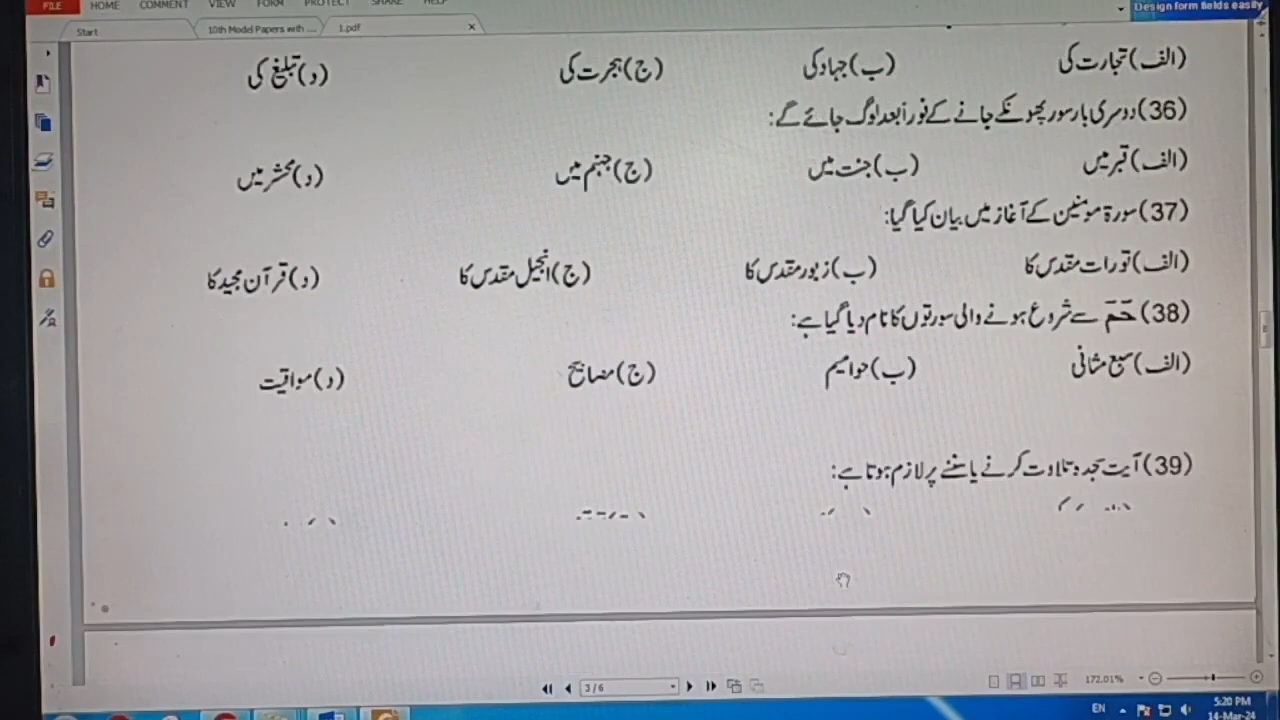 FILE HOME COMMENT VIEW FORM PROTECT SHARE HELP
Design form fields easily
Start 10th Model Papers with ... 1.pdf ×
(الف) تجارت کی (ب) جہاد کی (ج) ہجرت کی (د) تبلیغ کی
(36) دوسری بار سور پھونکے جانے کے فوراً بعد لوگ جائے گے:
(الف) قبر میں (ب) جنت میں (ج) جہنم میں (د) محشر میں
(37) سورۃ مومنین کے آغاز میں بیان کیا گیا:
(الف) تورات مقدس کا (ب) زبور مقدس کا (ج) انجیل مقدس کا (د) قرآن مجید کا
(38) حٰمٓ سے شروع ہونے والی سورتوں کا نام دیا گیا ہے:
(الف) سبع مثانی (ب) حوامیم (ج) مصابیح (د) مواقیت
(39) آیت سجدہ تلاوت کرنے یا سننے پر لازم ہوتا ہے:
3 / 6
172.01%
EN 5:20 PM
14-Mar-24